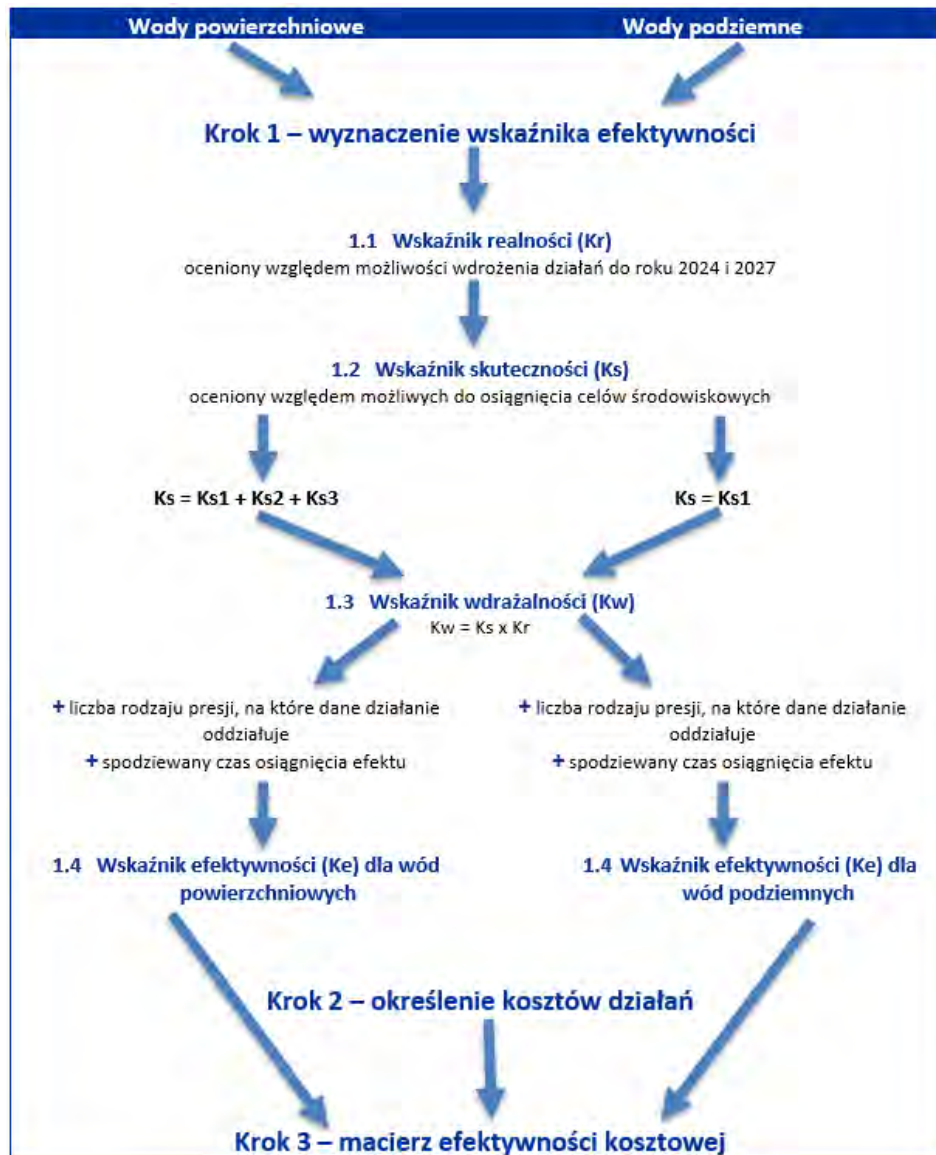 Wody powierzchniowe
Wody podziemne
Krok 1 – wyznaczenie wskaźnika efektywności
1.1 Wskaźnik realności (Kr)
oceniony względem możliwości wdrożenia działań do roku 2024 i 2027
1.2 Wskaźnik skuteczności (Ks)
oceniony względem możliwych do osiągnięcia celów środowiskowych
Ks = Ks1 + Ks2 + Ks3
Ks = Ks1
1.3 Wskaźnik wdrażalności (Kw)
Kw = Ks x Kr
+ liczba rodzaju presji, na które dane działanie
oddziałuje
+ spodziewany czas osiągnięcia efektu
+ liczba rodzaju presji, na które dane działanie
oddziałuje
+ spodziewany czas osiągnięcia efektu
1.4 Wskaźnik efektywności (Ke) dla wód
powierzchniowych
1.4 Wskaźnik efektywności (Ke) dla
wód podziemnych
Krok 2 – określenie kosztów działań
Krok 3 – macierz efektywności kosztowej